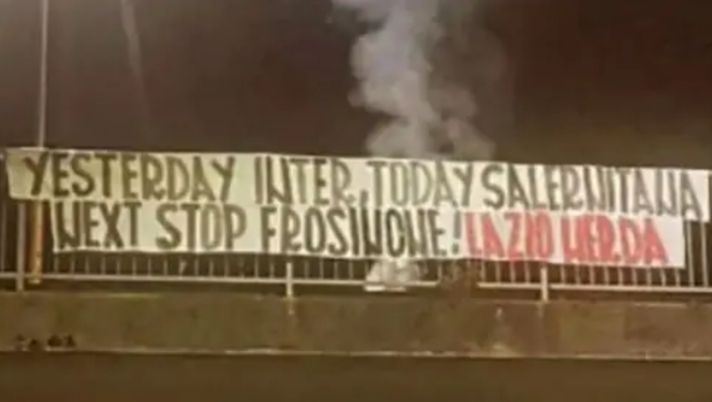 YESTERDAY INTER, TODAY SALERNITANA
NEXT STOP FROSINONE! LAZIO MERDA